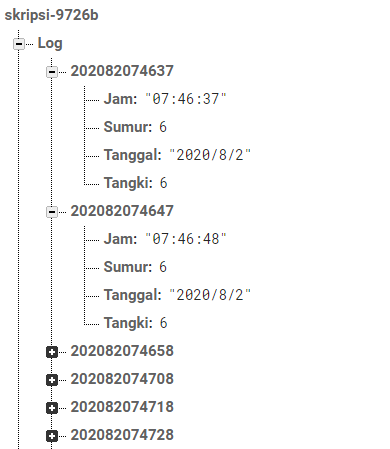 skripsi-9726b
Log
202082074637
Jam: "07:46:37"
Sumur: 6
Tanggal: "2020/8/2"
Tangki: 6
202082074647
Jam: "07:46:48"
Sumur: 6
Tanggal: "2020/8/2"
Tangki: 6
202082074658
202082074708
202082074718
202082074728